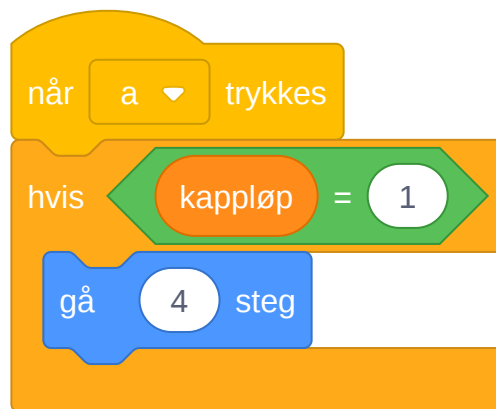 når a trykkes
hvis kappløp = 1
gå 4 steg